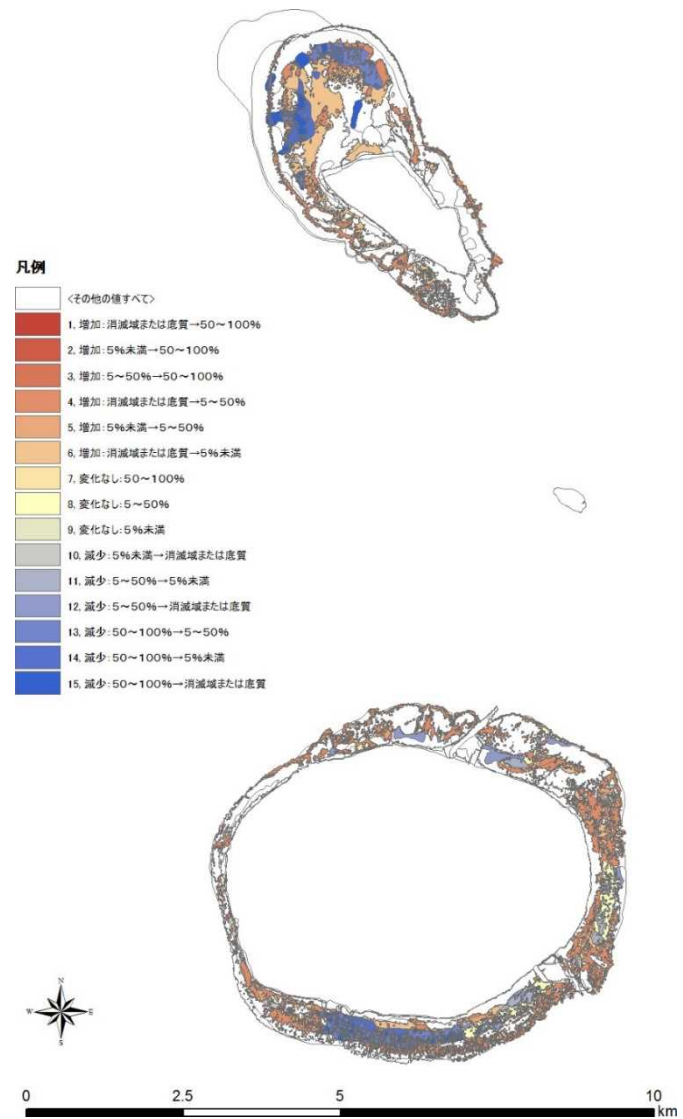 凡例
<その他の値すべて>
1, 増加:消滅域または底質→50～100%
2, 増加:5%未満→50～100%
3, 増加:5～50%→50～100%
4, 増加:消滅域または底質→5～50%
5, 増加:5%未満→5～50%
6, 増加:消滅域または底質→5%未満
7, 変化なし:50～100%
8, 変化なし:5～50%
9, 変化なし:5%未満
10, 減少:5%未満→消滅域または底質
11, 減少:5～50%→5%未満
12, 減少:5～50%→消滅域または底質
13, 減少:50～100%→5～50%
14, 減少:50～100%→5%未満
15, 減少:50～100%→消滅域または底質
N
W E
S
0 2.5 5 10
km